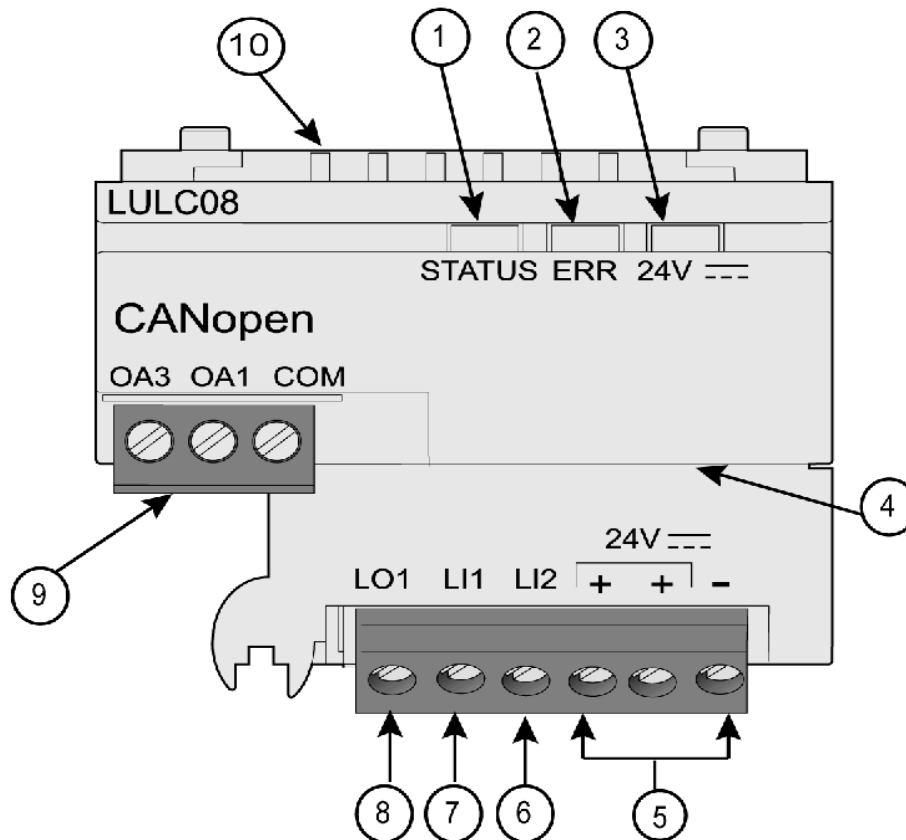 10 1 2 3
LULC08
STATUS ERR 24V
CANopen
OA3 OA1 COM
4
24V
9
LO1 LI1 LI2 + + -
8 7 6 5